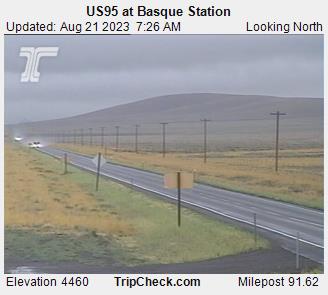 US95 at Basque Station
Updated: Aug 21 2023 7:26 AM Looking North
Elevation 4460 TripCheck.com Milepost 91.62